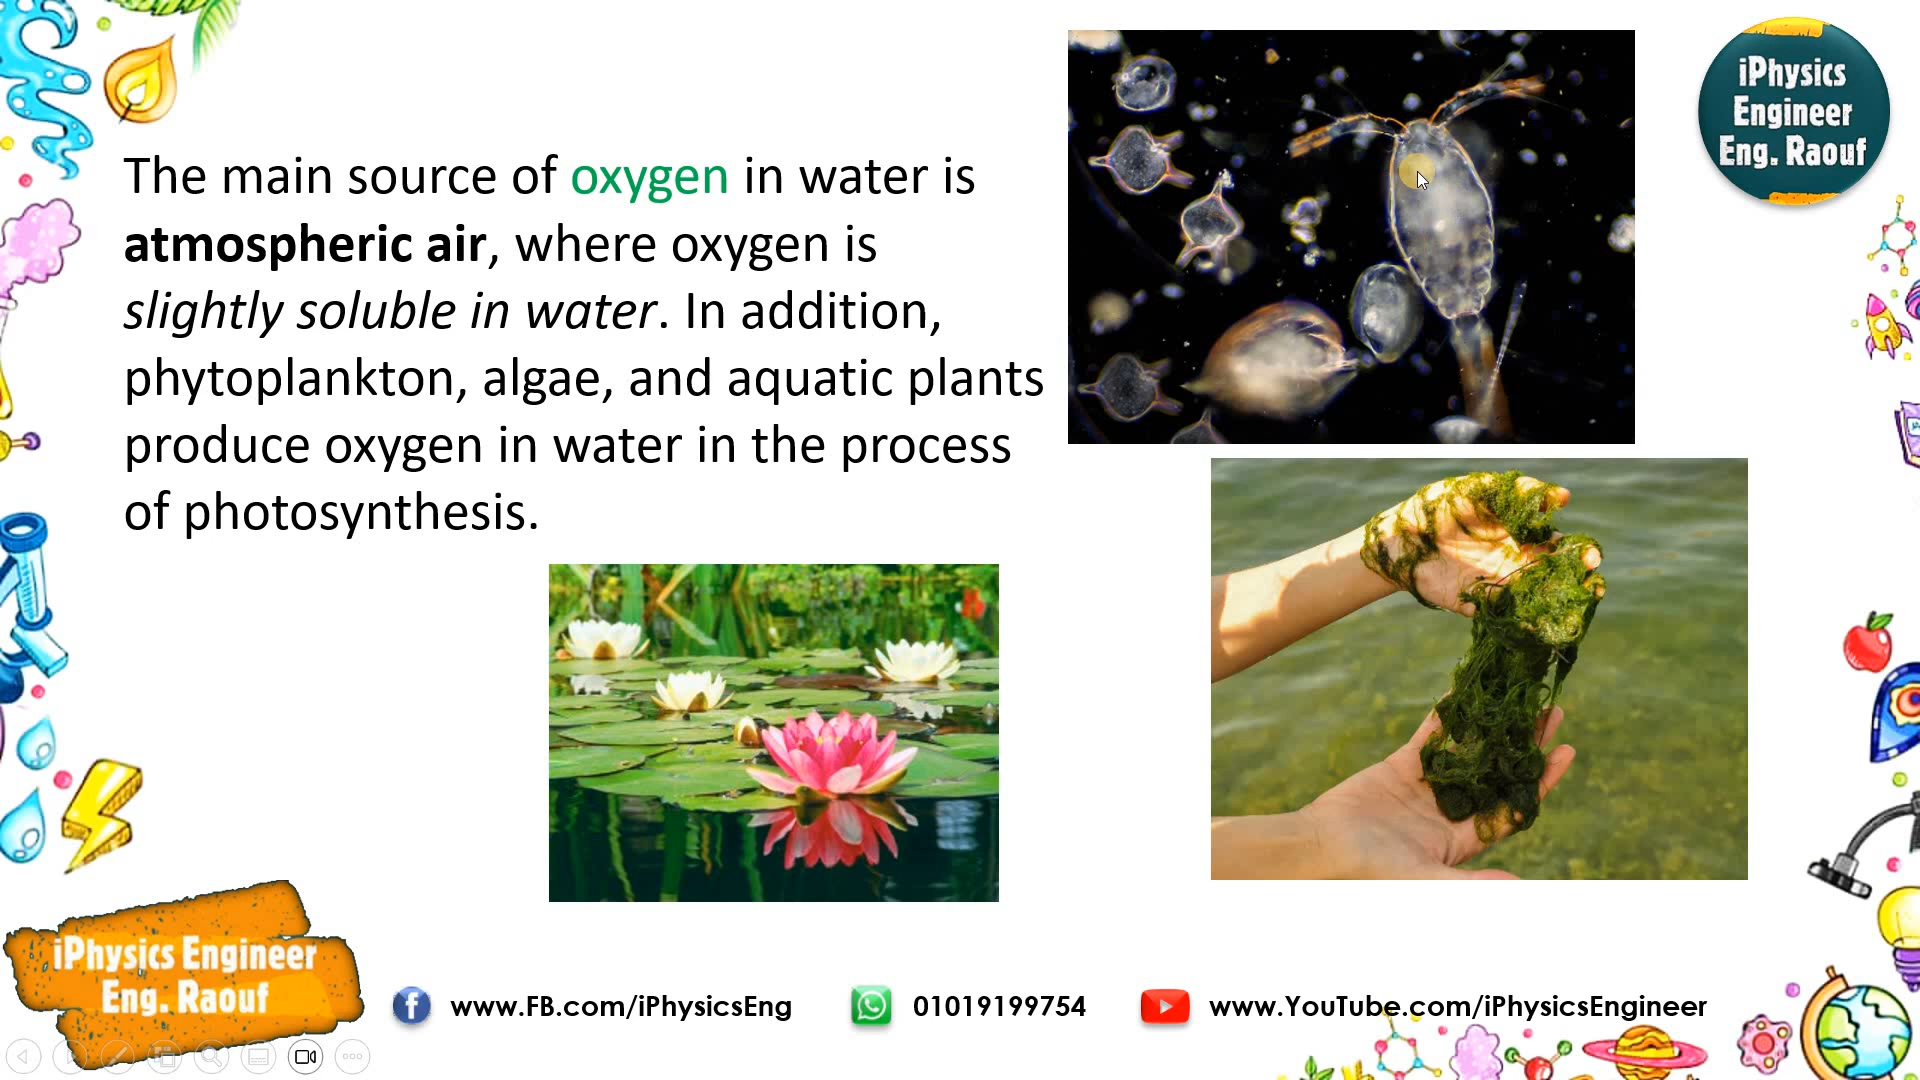 The main source of oxygen in water is
atmospheric air, where oxygen is
slightly soluble in water. In addition,
phytoplankton, algae, and aquatic plants
produce oxygen in water in the process
of photosynthesis.
iPhysics
Engineer
Eng. Raouf
iPhysics Engineer
Eng. Raouf
www.FB.com/iPhysicsEng
01019199754
www.YouTube.com/iPhysicsEngineer